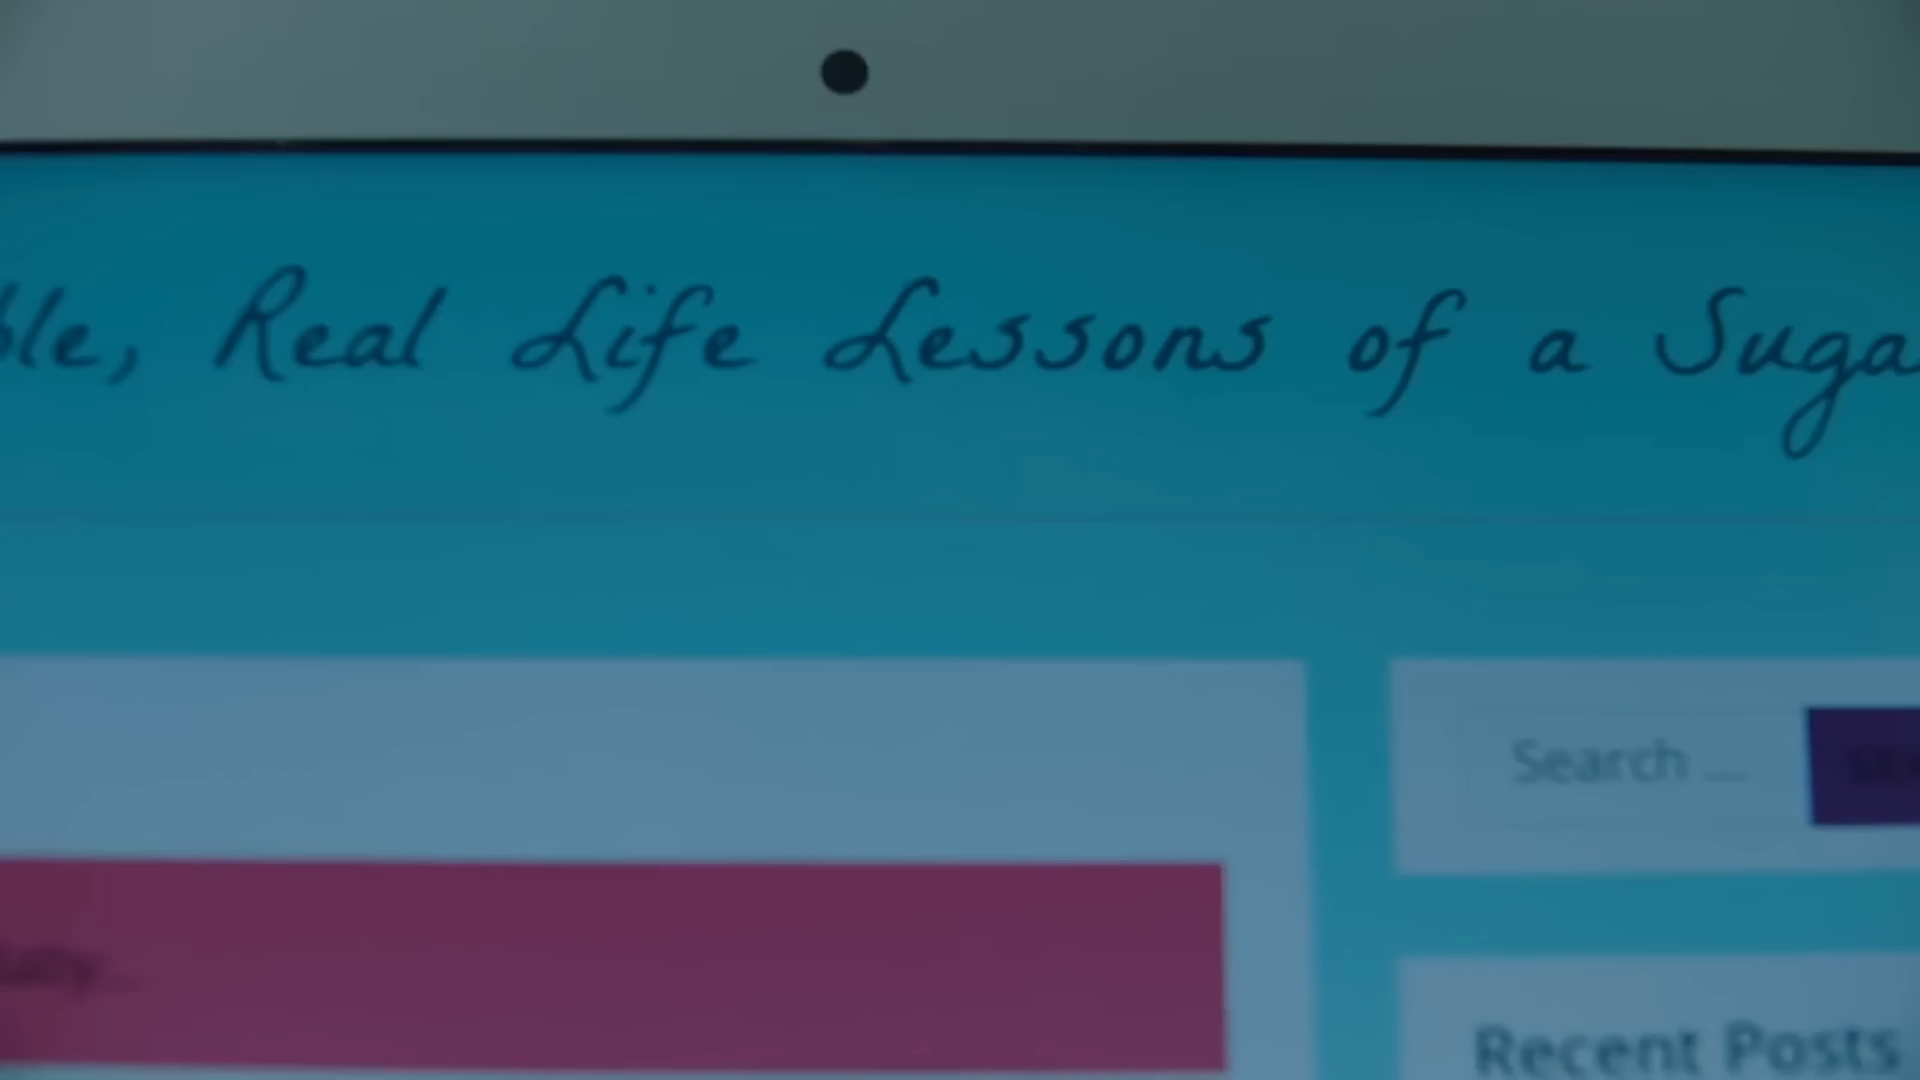 ble, Real Life Lessons of a Suga
Search ...
Recent Posts